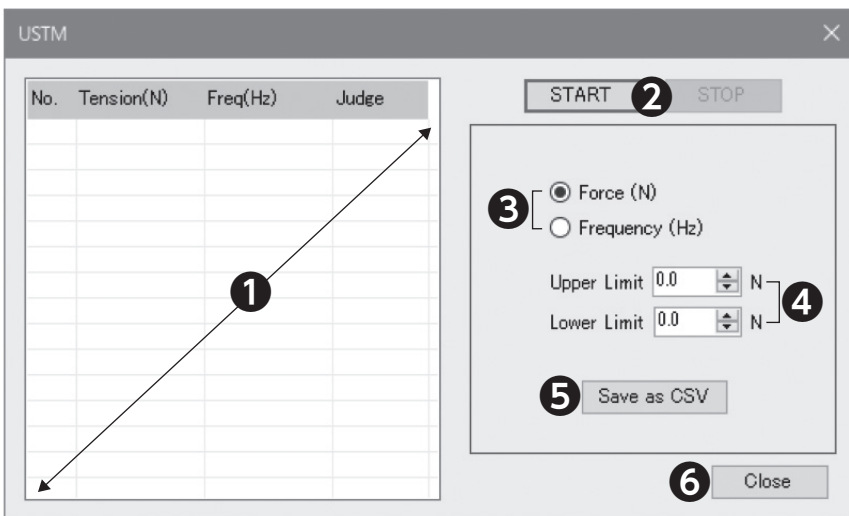 USTM
No. Tension(N) Freq(Hz) Judge
1
START 2 STOP
3
Force (N)
Frequency (Hz)
Upper Limit 0.0 N
Lower Limit 0.0 N
4
5 Save as CSV
6 Close